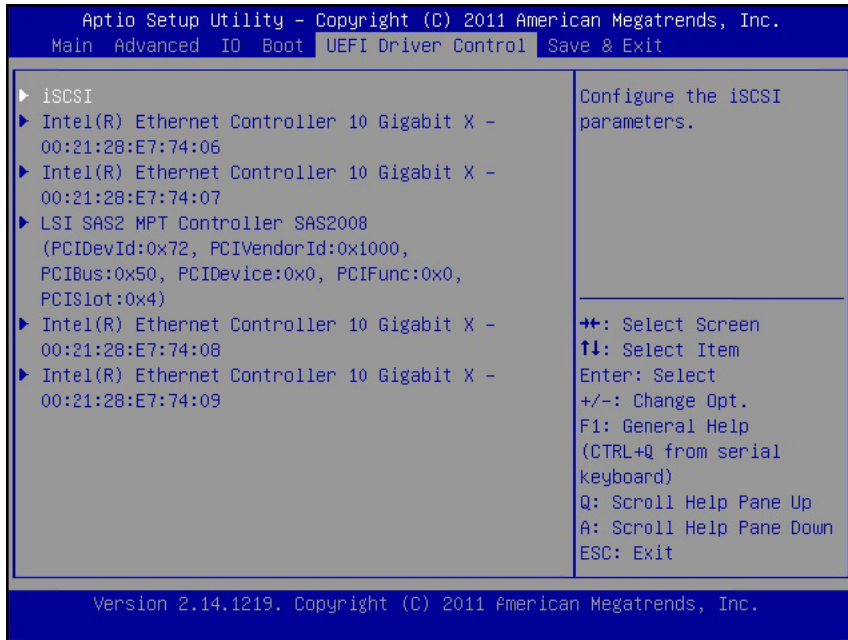 Aptio Setup Utility – Copyright (C) 2011 American Megatrends, Inc.
Main Advanced IO Boot UEFI Driver Control Save & Exit
▶ iSCSI
▶ Intel(R) Ethernet Controller 10 Gigabit X –
00:21:28:E7:74:06
▶ Intel(R) Ethernet Controller 10 Gigabit X –
00:21:28:E7:74:07
▶ LSI SAS2 MPT Controller SAS2008
(PCIDevId:0x72, PCIVendorId:0x1000,
PCIBus:0x50, PCIDevice:0x0, PCIFunc:0x0,
PCISlot:0x4)
▶ Intel(R) Ethernet Controller 10 Gigabit X –
00:21:28:E7:74:08
▶ Intel(R) Ethernet Controller 10 Gigabit X –
00:21:28:E7:74:09
Configure the iSCSI
parameters.
→←: Select Screen
↑↓: Select Item
Enter: Select
+/-: Change Opt.
F1: General Help
(CTRL+Q from serial
keyboard)
Q: Scroll Help Pane Up
A: Scroll Help Pane Down
ESC: Exit
Version 2.14.1219. Copyright (C) 2011 American Megatrends, Inc.